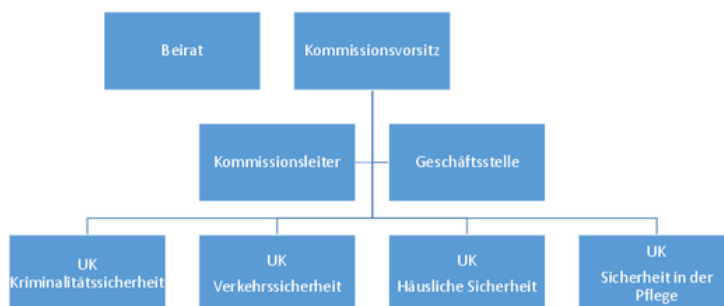 Beirat
Kommissionsvorsitz
Kommissionsleiter
Geschäftsstelle
UK
Kriminalitätssicherheit
UK
Verkehrssicherheit
UK
Häusliche Sicherheit
UK
Sicherheit in der
Pflege